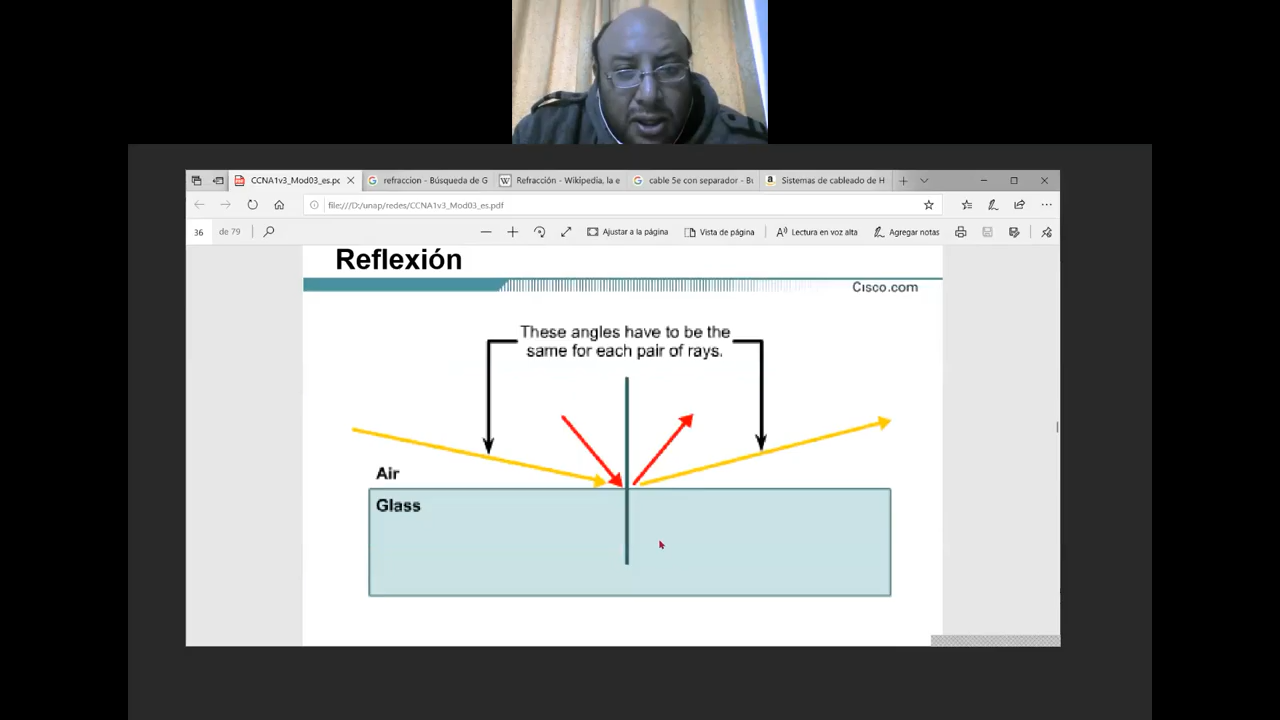 CCNA1v3_Mod03_es.pc
refraccion - Búsqueda de G
Refracción - Wikipedia, la e
cable 5e con separador - Bu
Sistemas de cableado de H
file:///D:/unap/redes/CCNA1v3_Mod03_es.pdf
36 de 79
Ajustar a la página
Vista de página
Lectura en voz alta
Agregar notas
Reflexión
Cisco.com
These angles have to be the
same for each pair of rays.
Air
Glass